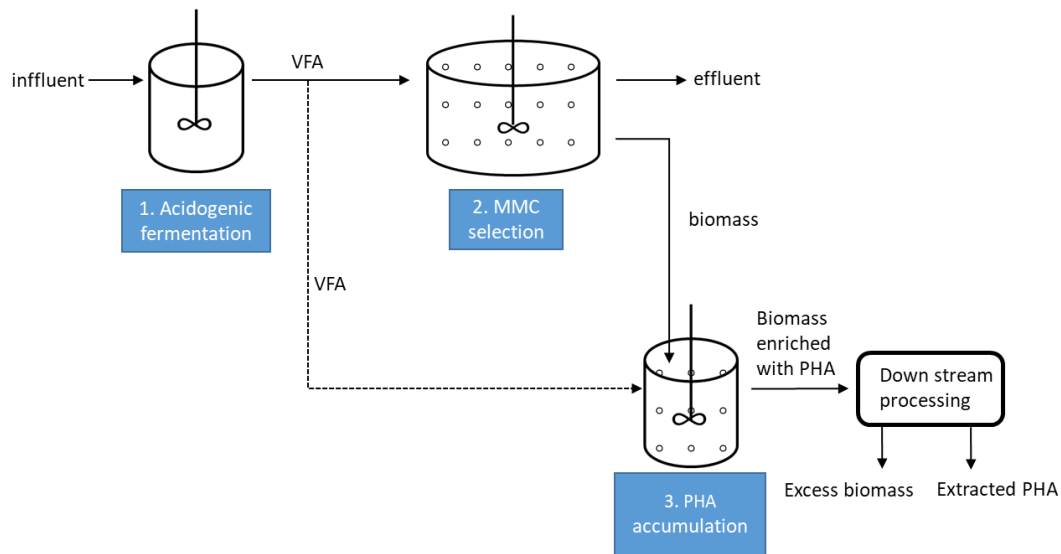 inffluent
VFA
effluent
1. Acidogenic
fermentation
2. MMC
selection
biomass
VFA
Biomass
enriched
with PHA
Down stream
processing
Excess biomass
Extracted PHA
3. PHA
accumulation